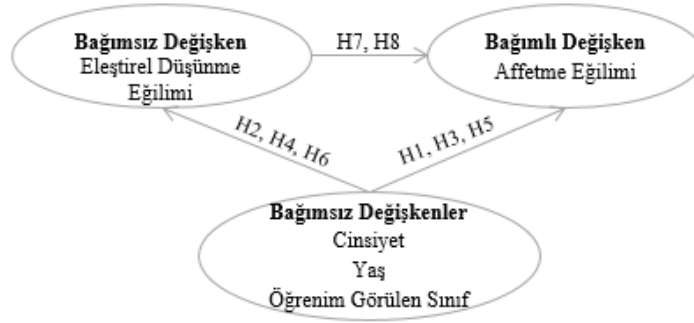 Bağımsız Değişken
Eleştirel Düşünme
Eğilimi
H7, H8
Bağımlı Değişken
Affetme Eğilimi
H2, H4, H6
H1, H3, H5
Bağımsız Değişkenler
Cinsiyet
Yaş
Öğrenim Görülen Sınıf